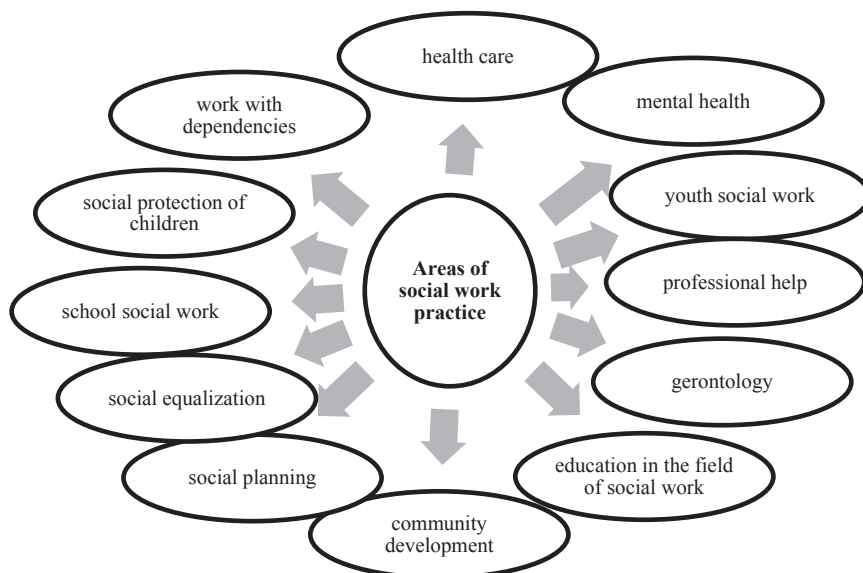 health care
mental health
work with
dependencies
youth social work
social protection of
children
Areas of
social work
practice
professional help
school social work
gerontology
social equalization
education in the field
of social work
social planning
community
development